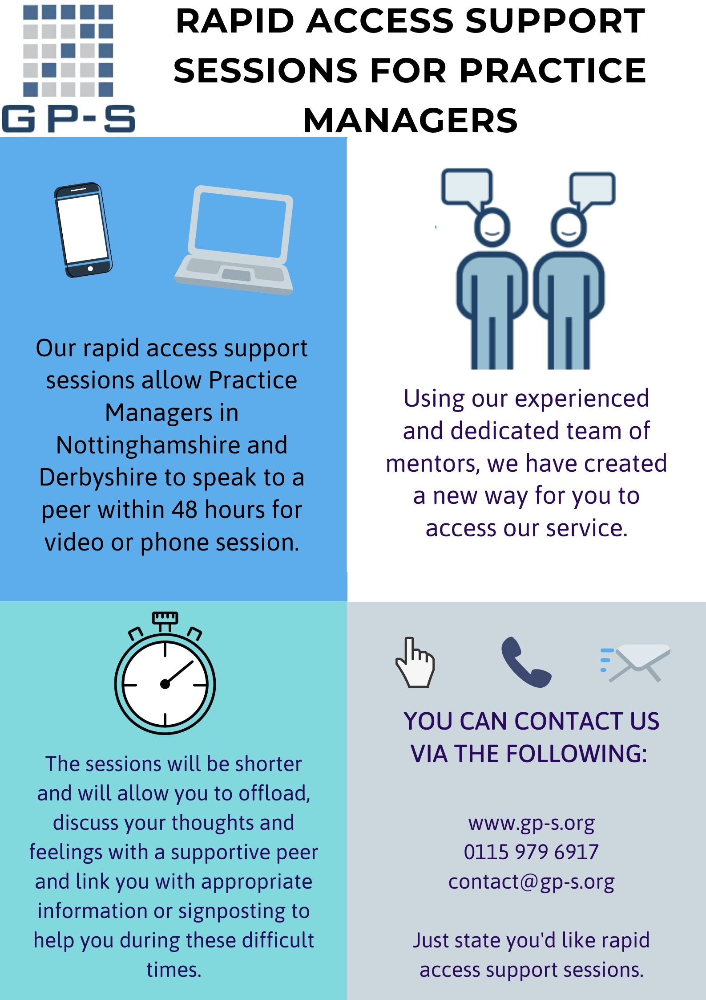 GP-S
RAPID ACCESS SUPPORT
SESSIONS FOR PRACTICE
MANAGERS
Our rapid access support
sessions allow Practice
Managers in
Nottinghamshire and
Derbyshire to speak to a
peer within 48 hours for
video or phone session.
Using our experienced
and dedicated team of
mentors, we have created
a new way for you to
access our service.
The sessions will be shorter
and will allow you to offload,
discuss your thoughts and
feelings with a supportive peer
and link you with appropriate
information or signposting to
help you during these difficult
times.
YOU CAN CONTACT US
VIA THE FOLLOWING:
www.gp-s.org
0115 979 6917
contact@gp-s.org
Just state you'd like rapid
access support sessions.